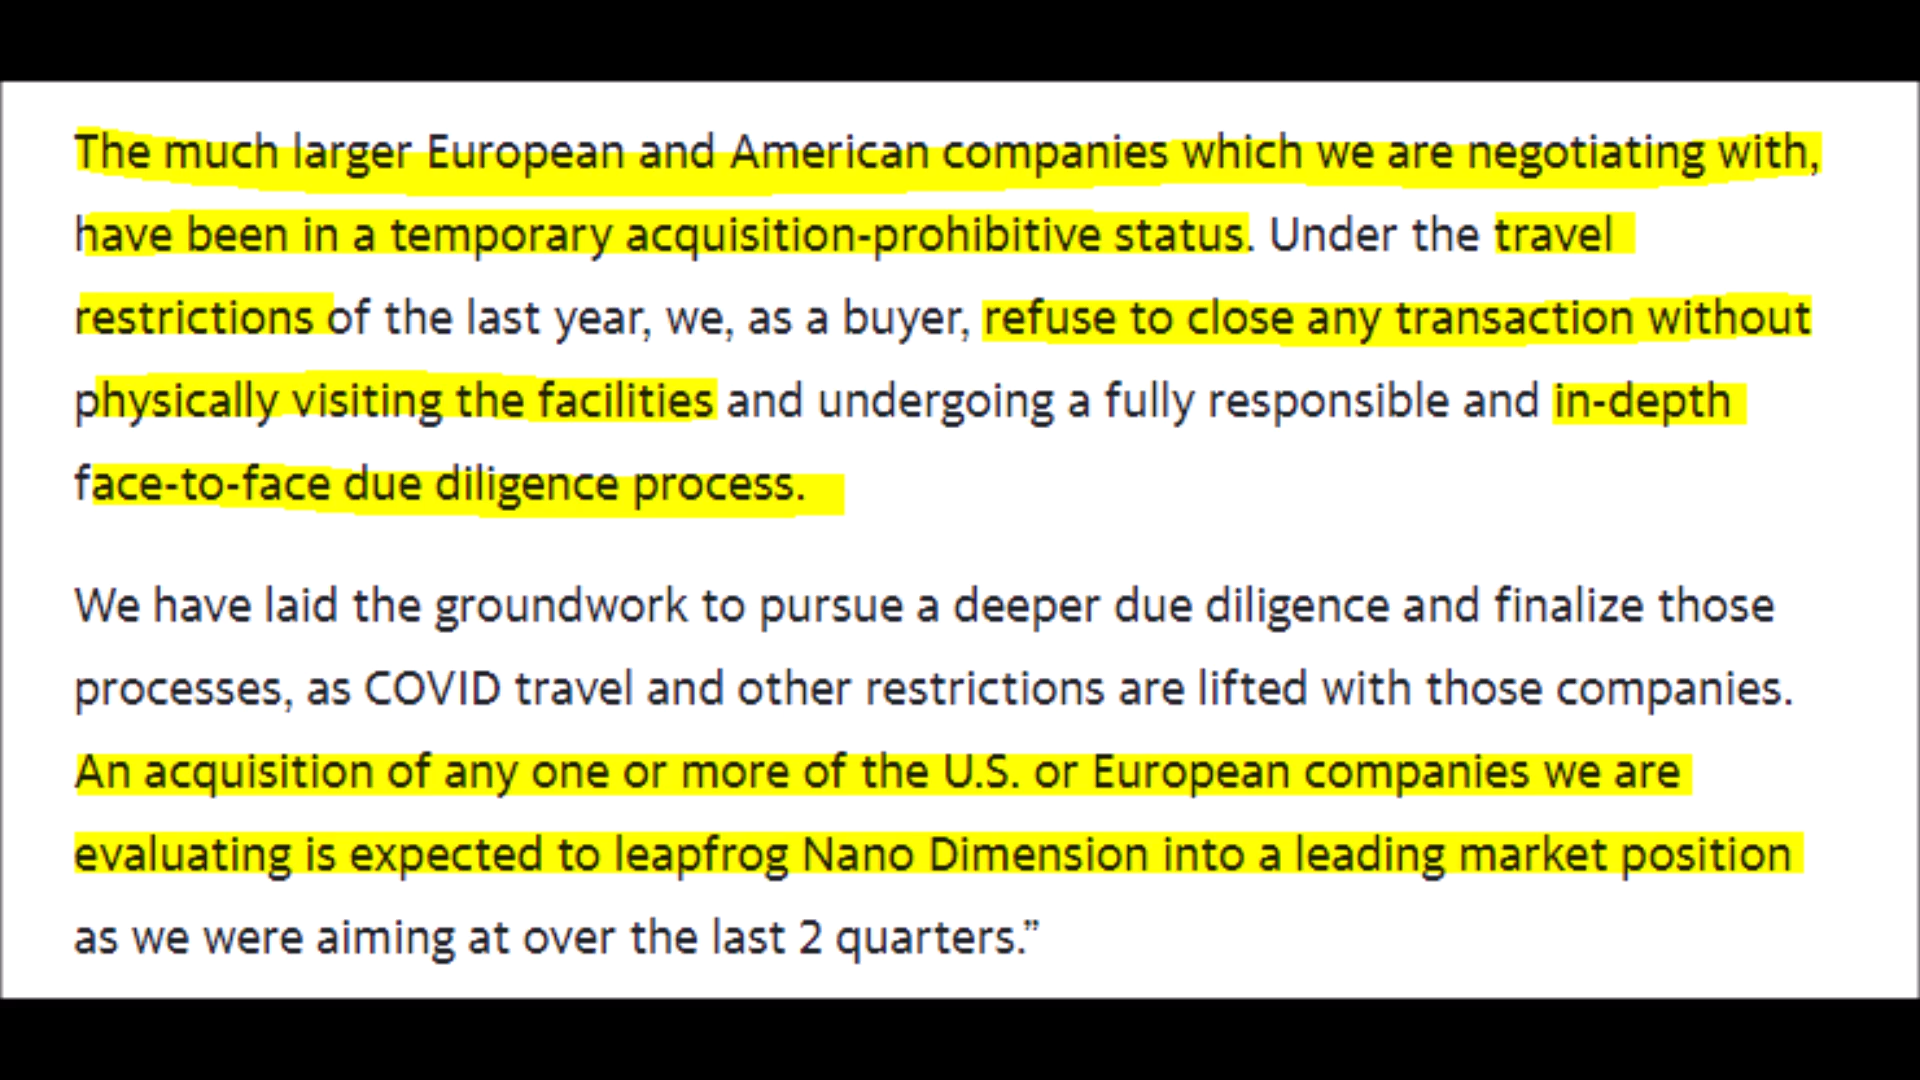 The much larger European and American companies which we are negotiating with,
have been in a temporary acquisition-prohibitive status. Under the travel
restrictions of the last year, we, as a buyer, refuse to close any transaction without
physically visiting the facilities and undergoing a fully responsible and in-depth
face-to-face due diligence process.
We have laid the groundwork to pursue a deeper due diligence and finalize those
processes, as COVID travel and other restrictions are lifted with those companies.
An acquisition of any one or more of the U.S. or European companies we are
evaluating is expected to leapfrog Nano Dimension into a leading market position
as we were aiming at over the last 2 quarters.”